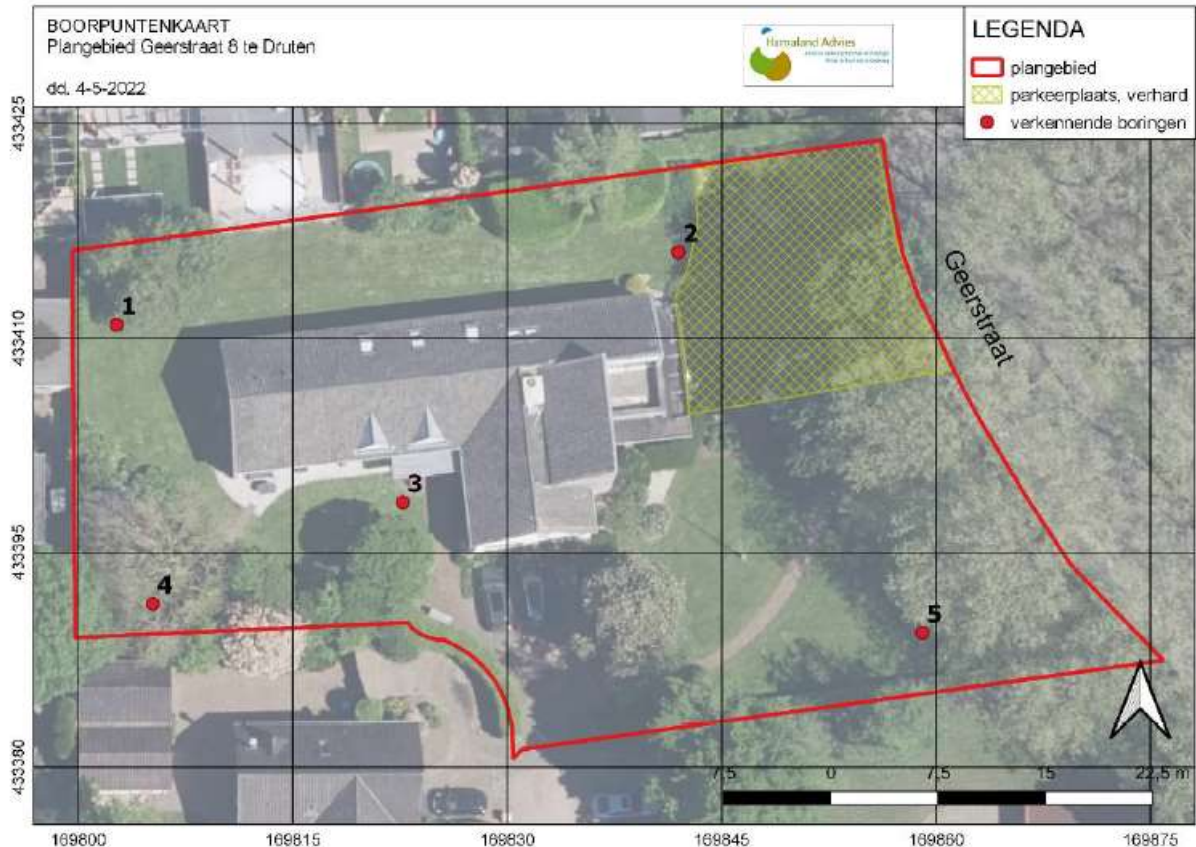 BOORPUNTENKAART
Plangebied Geerstraat 8 te Druten
dd. 4-5-2022
Hamaland Advies
LEGENDA
plangebied
parkeerplaats, verhard
verkennende boringen
433425
433410
433395
433380
1
2
3
4
5
Geerstraat
7,5 0 7,5 15 22,5 m
169800 169815 169830 169845 169860 169875